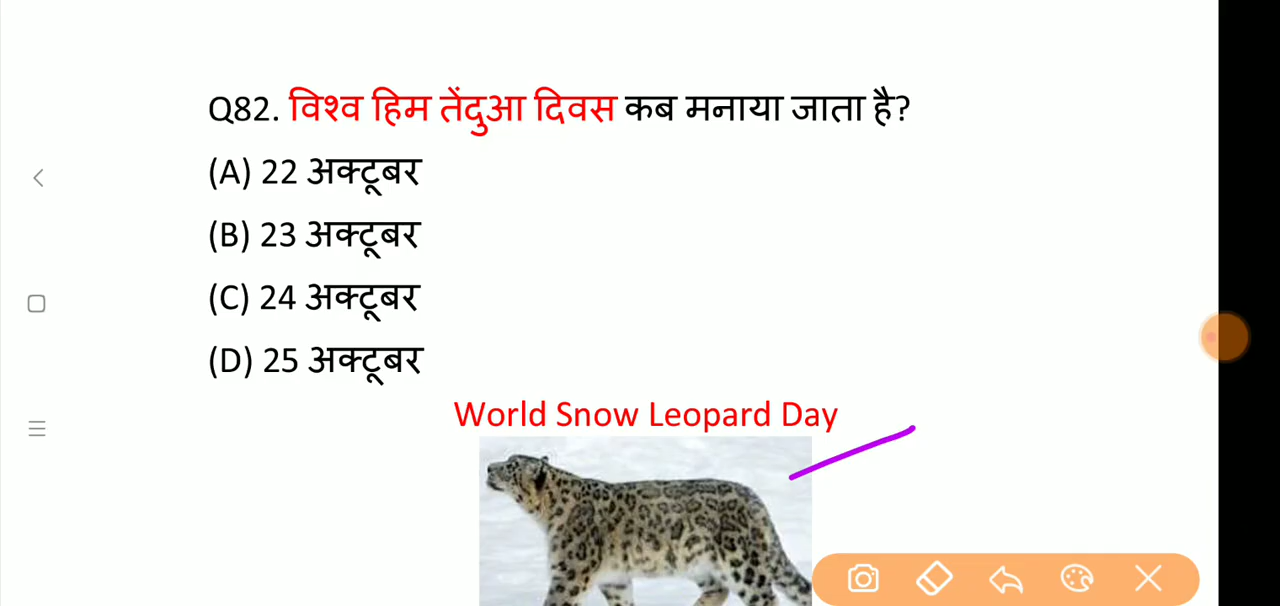 Q82. विश्व हिम तेंदुआ दिवस कब मनाया जाता है?
(A) 22 अक्टूबर
(B) 23 अक्टूबर
(C) 24 अक्टूबर
(D) 25 अक्टूबर
World Snow Leopard Day